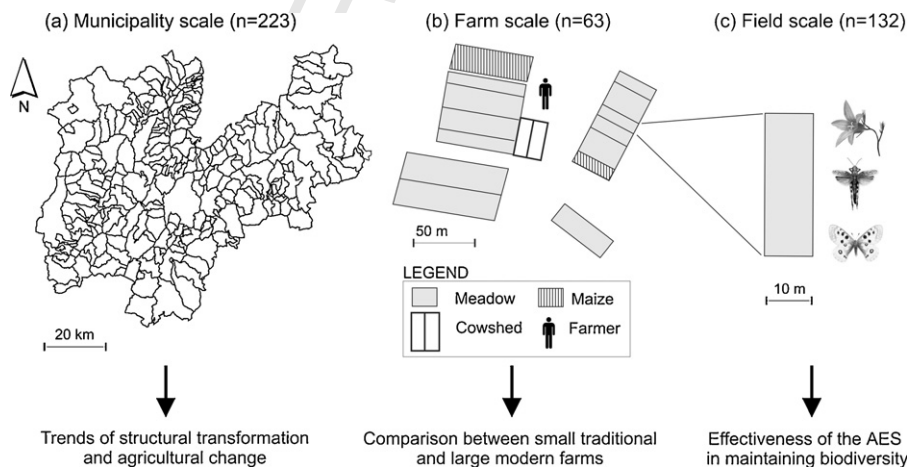 (a) Municipality scale (n=223)
(b) Farm scale (n=63)
(c) Field scale (n=132)
N
20 km
50 m
LEGEND
Meadow
Maize
Cowshed
Farmer
10 m
Trends of structural transformation
and agricultural change
Comparison between small traditional
and large modern farms
Effectiveness of the AES
in maintaining biodiversity